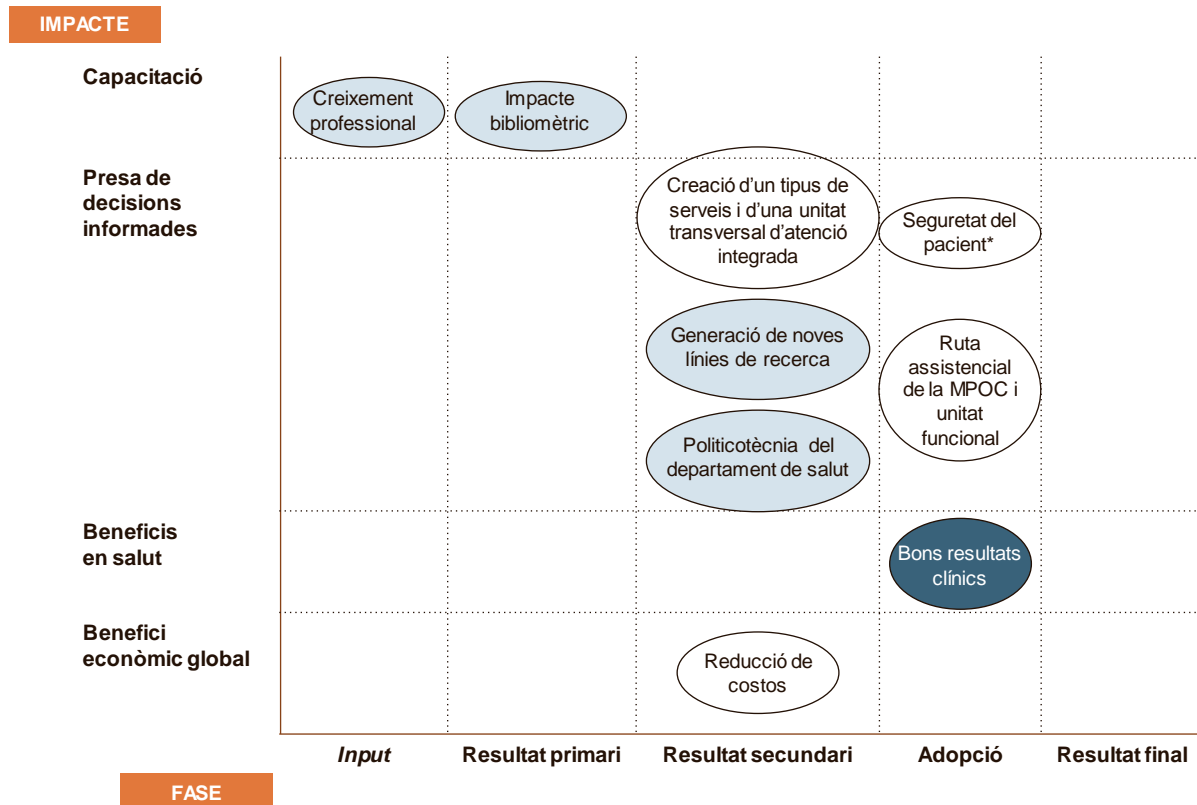 IMPACTE
Capacitació
Creixement
professional
Impacte
bibliomètric
Presa de
decisions
informades
Creació d'un tipus de
serveis i d'una unitat
transversal d'atenció
integrada
Seguretat del
pacient*
Generació de noves
línies de recerca
Ruta
assistencial
de la MPOC i
unitat
funcional
Politicotècnia del
departament de salut
Beneficis
en salut
Bons resultats
clínics
Benefici
econòmic global
Reducció de
costos
Input
Resultat primari
Resultat secundari
Adopció
Resultat final
FASE